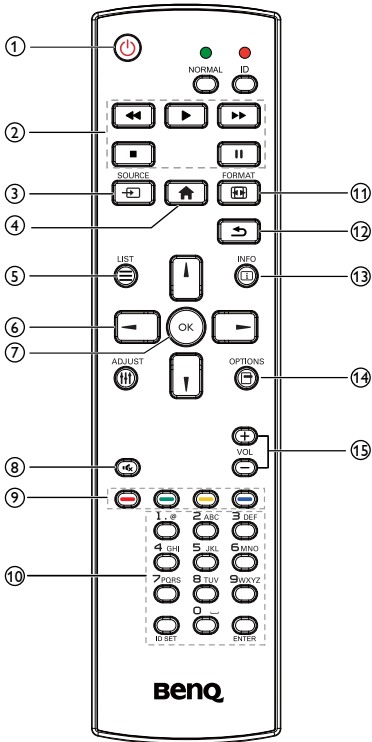 1
NORMAL ID
2
SOURCE FORMAT
3 11
4 12
LIST INFO
5 13
6
OK
7
ADJUST OPTIONS
14
+
VOL 15
8 −
9
1.@ 2 ABC 3 DEF
4 GHI 5 JKL 6 MNO
10
7 PQRS 8 TUV 9 WXYZ
0 ⎵
ID SET ENTER
BenQ